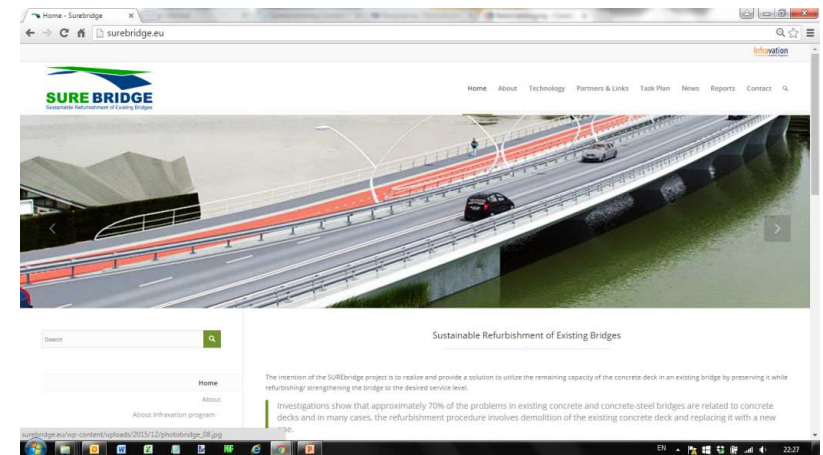 Home - Surebridge
surebridge.eu
Infravation
SUREBRIDGE
Sustainable Refurbishment of Existing Bridges
Home About Technology Partners & Links Task Plan News Reports Contact
Sustainable Refurbishment of Existing Bridges
Search
The intention of the SUREbridge project is to realize and provide a solution to utilize the remaining capacity of the concrete deck in an existing bridge by preserving it while
refurbishing/ strengthening the bridge to the desired service level.
Home
About
About Infravation program
Investigations show that approximately 70% of the problems in existing concrete and concrete-steel bridges are related to concrete
decks and in many cases, the refurbishment procedure involves demolition of the existing concrete deck and replacing it with a new
one.
surebridge.eu/wp-content/uploads/2015/12/photobridge_08.jpg
EN 22:27